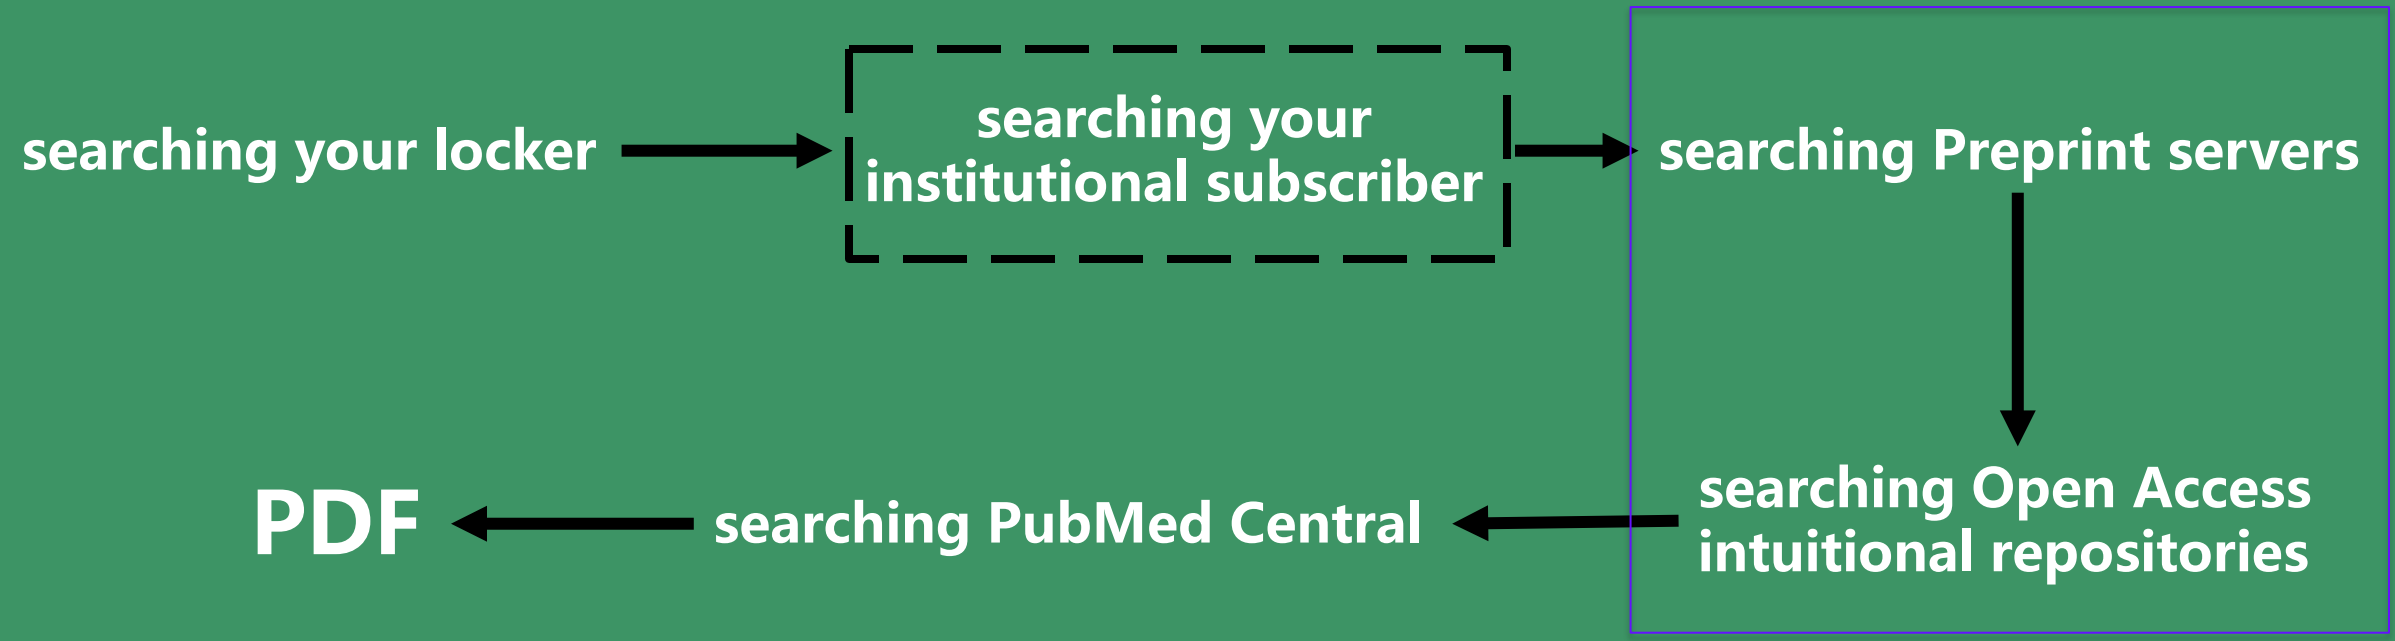 searching your locker
searching your
institutional subscriber
searching Preprint servers
searching Open Access
intuitional repositories
searching PubMed Central
PDF